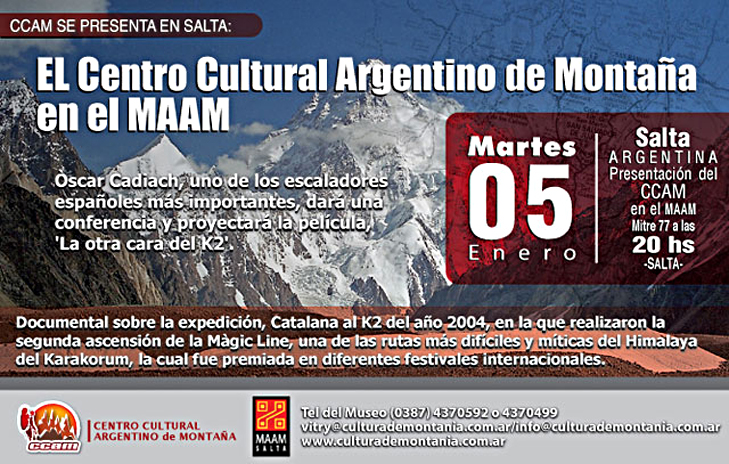 CCAM SE PRESENTA EN SALTA:
EL Centro Cultural Argentino de Montaña
en el MAAM
Oscar Cadiach, uno de los escaladores
españoles más importantes, dará una
conferencia y proyectará la película,
'La otra cara del K2'.
Martes
05
Enero
Salta
ARGENTINA
Presentación del
CCAM
en el MAAM
Mitre 77 a las
20 hs
-SALTA-
Documental sobre la expedición, Catalana al K2 del año 2004, en la que realizaron la
segunda ascensión de la Màgic Line, una de las rutas más difíciles y míticas del Himalaya
del Karakorum, la cual fue premiada en diferentes festivales internacionales.
ccam
CENTRO CULTURAL
ARGENTINO de MONTAÑA
MAAM
SALTA
Tel del Museo (0387) 4370592 o 4370499
vitry@culturademontania.com.ar/info@culturademontania.com.ar
www.culturademontania.com.ar